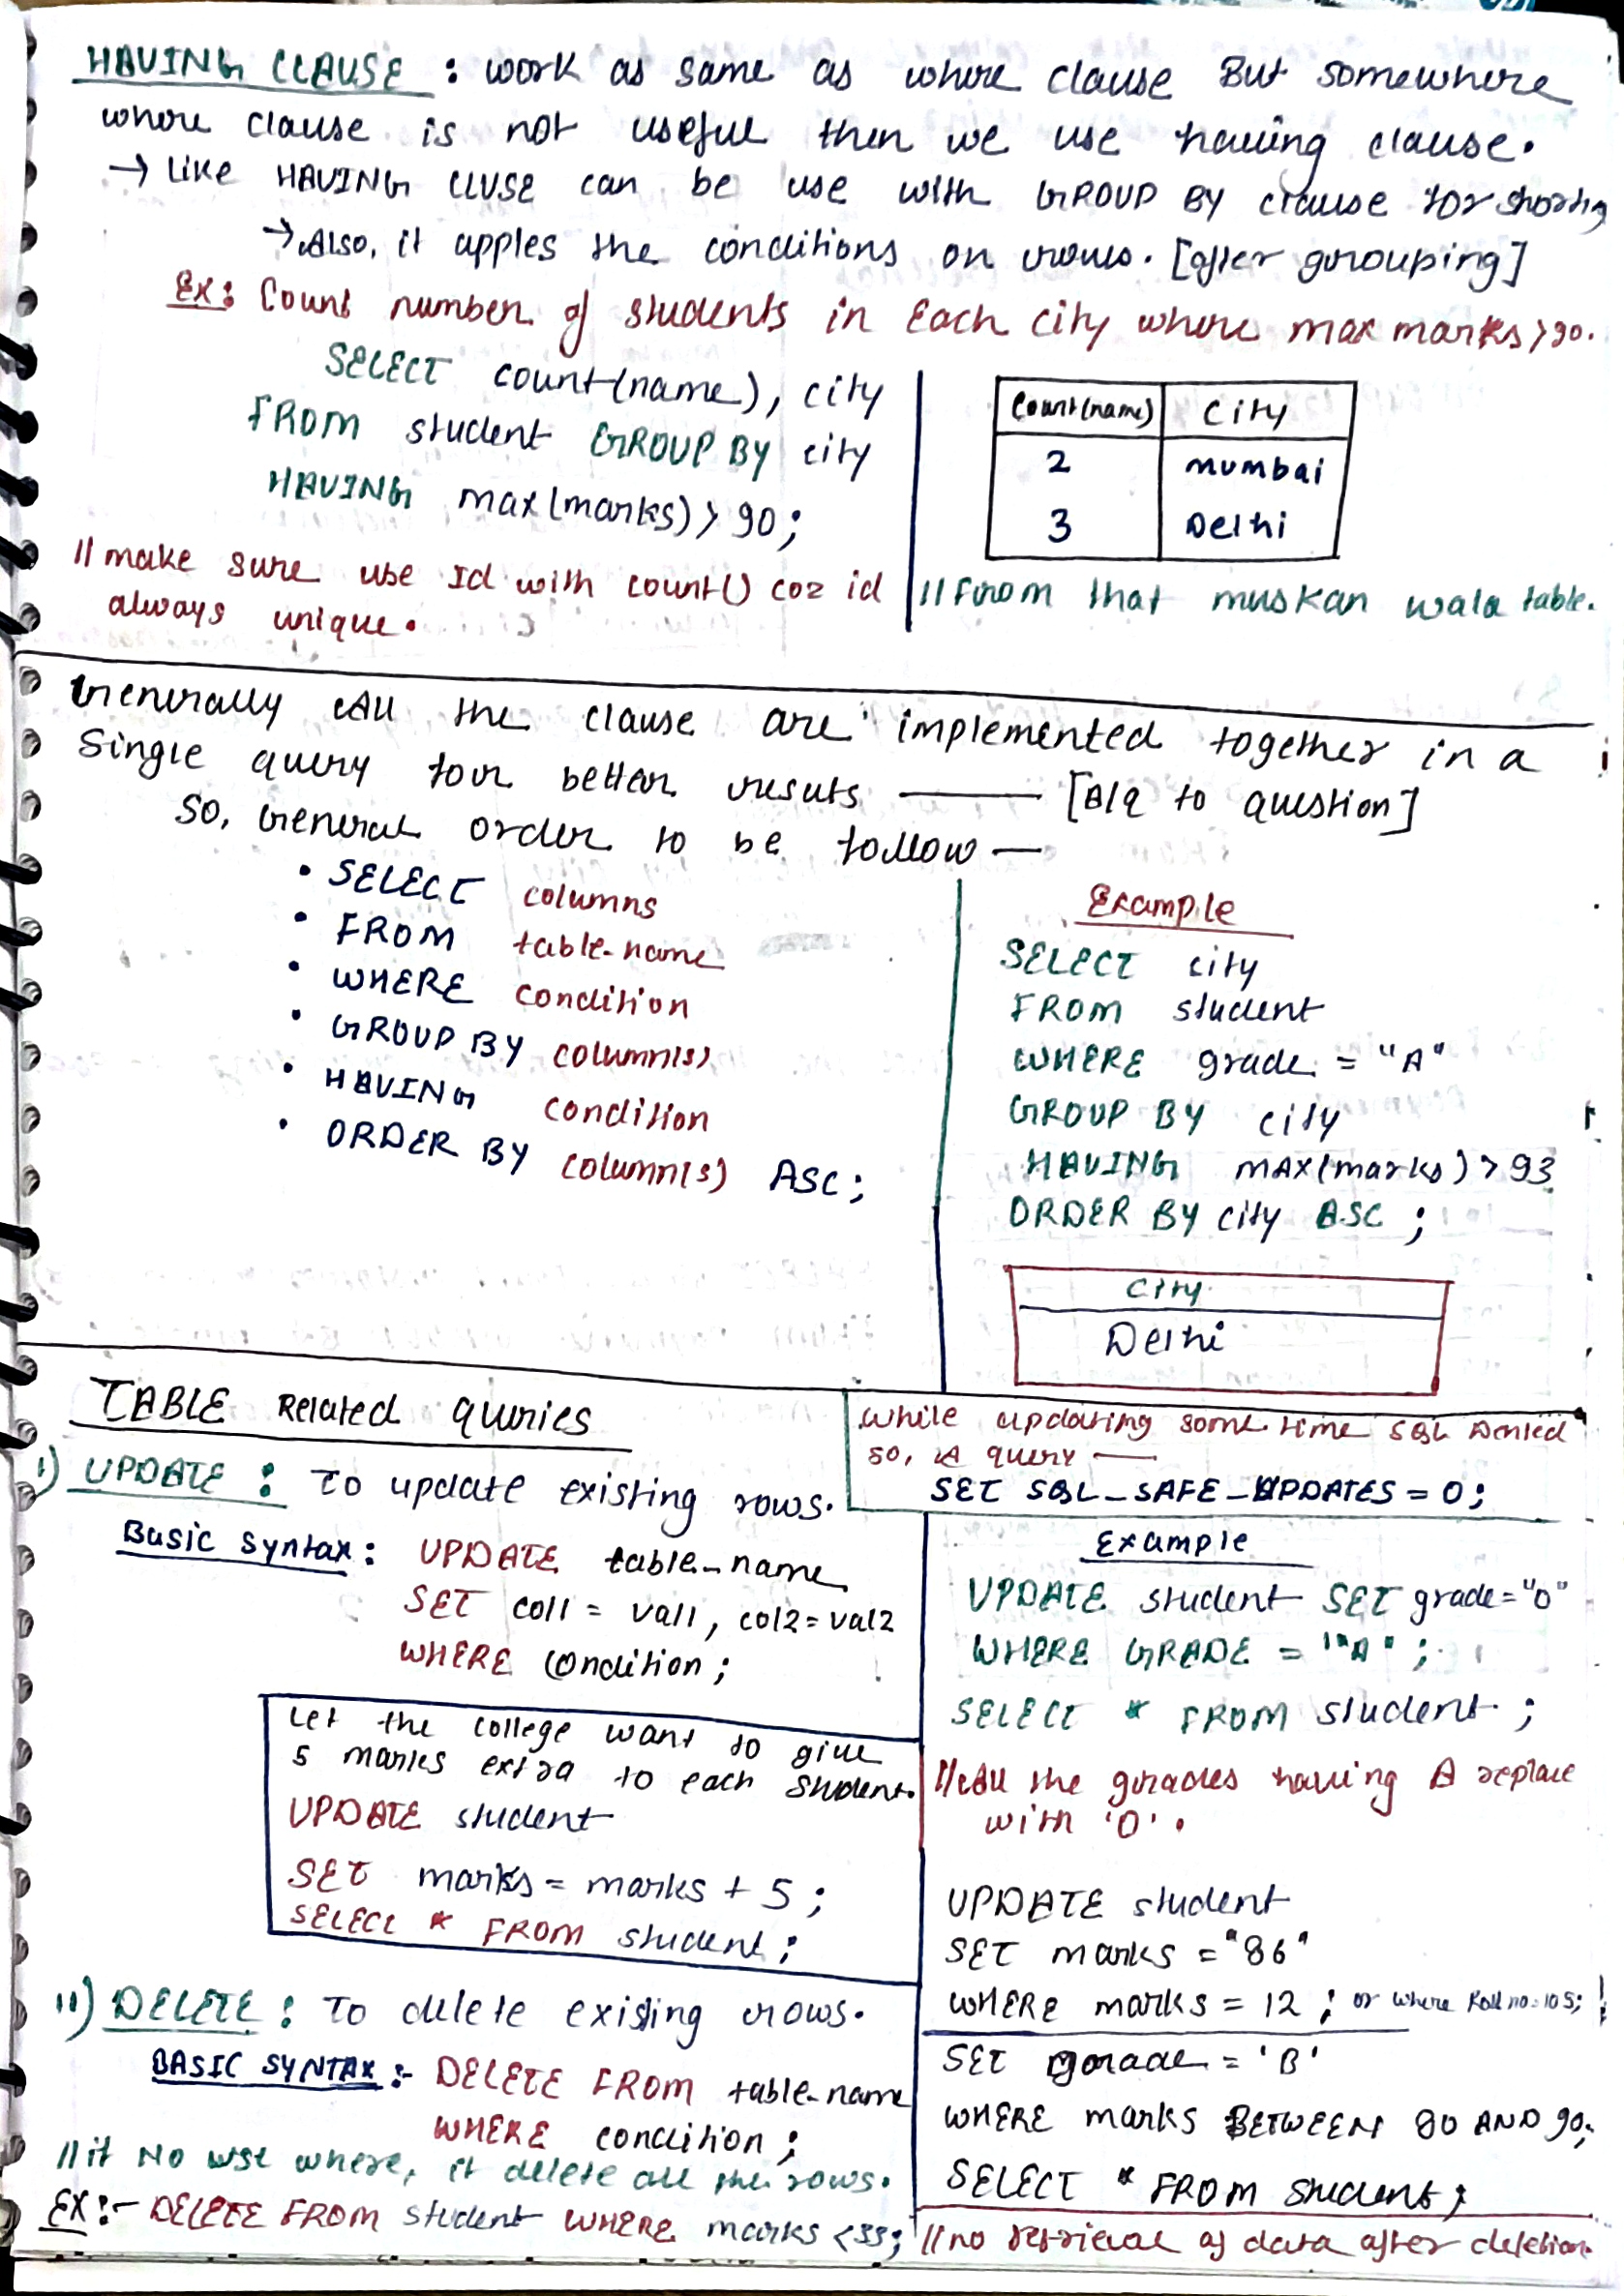 HAVING CLAUSE : work as same as where clause But somewhere
where clause is not useful then we use having clause.
→ Like HAVING CLUSE can be use with GROUP BY clause for shorting
→ Also, it apples the conditions on rows. [after grouping]
Ex: Count number of students in Each city where max marks > 90.
SELECT count(name), city
FROM student GROUP BY city
HAVING max(marks) > 90;
//make sure use Id with count() coz id
always unique.
count(name) City
2 mumbai
3 Delhi
//from that muskan wala table.
Generally All the clause are implemented together in a
Single query for better resuts —— [A/q to question]
So, General order to be follow —
• SELECT columns
• FROM table-name
• WHERE condition
• GROUP BY column(s)
• HAVING condition
• ORDER BY column(s) ASC;
Example
SELECT city
FROM student
WHERE grade = "A"
GROUP BY city
HAVING MAX(marks) > 93
ORDER BY city ASC ;
City
Delhi
TABLE Related quries
while updating some time SQL Denied
so, A query —
SET SQL_SAFE_UPDATES = 0;
i) UPDATE : To update existing rows.
Basic syntax : UPDATE table-name
SET col1 = val1, col2 = val2
WHERE condition ;
Let the college want to give
5 marks extra to each student.
UPDATE student
SET marks = marks + 5 ;
SELECT * FROM student ;
Example
UPDATE student SET grade = "O"
WHERE GRADE = "A" ;
SELECT * FROM student ;
//All the grades having A replace
with 'O' .
UPDATE student
SET marks = "86"
WHERE marks = 12 ; or where Roll no = 105;
SET grade = 'B'
WHERE marks BETWEEN 80 AND 90;
SELECT * FROM student ;
ii) DELETE : To delete existing rows.
BASIC SYNTAX :- DELETE FROM table-name
WHERE condition ;
//if No use where, it delete all the rows.
EX :- DELETE FROM student WHERE marks < 33;
//no retrieval of data after deletion.